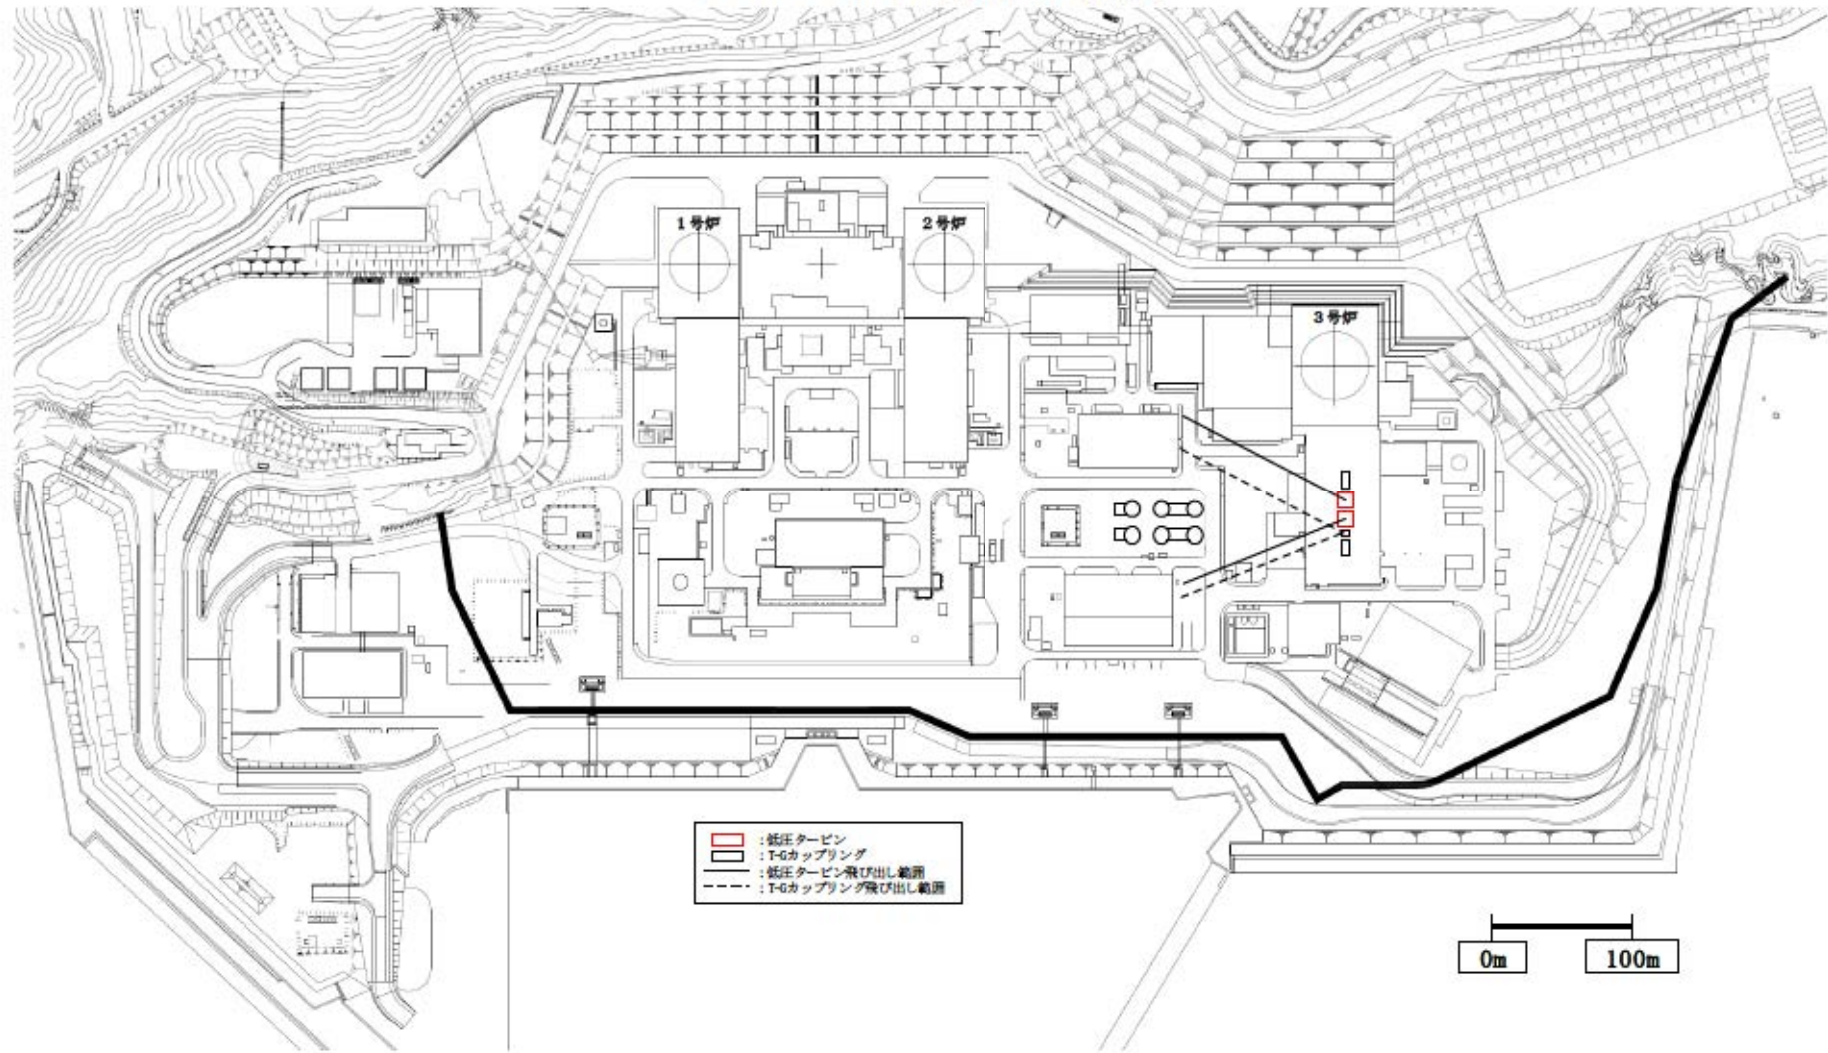 1号炉
2号炉
3号炉
：低圧タービン
：T-Gカップリング
：低圧タービン飛び出し範囲
：T-Gカップリング飛び出し範囲
0m
100m